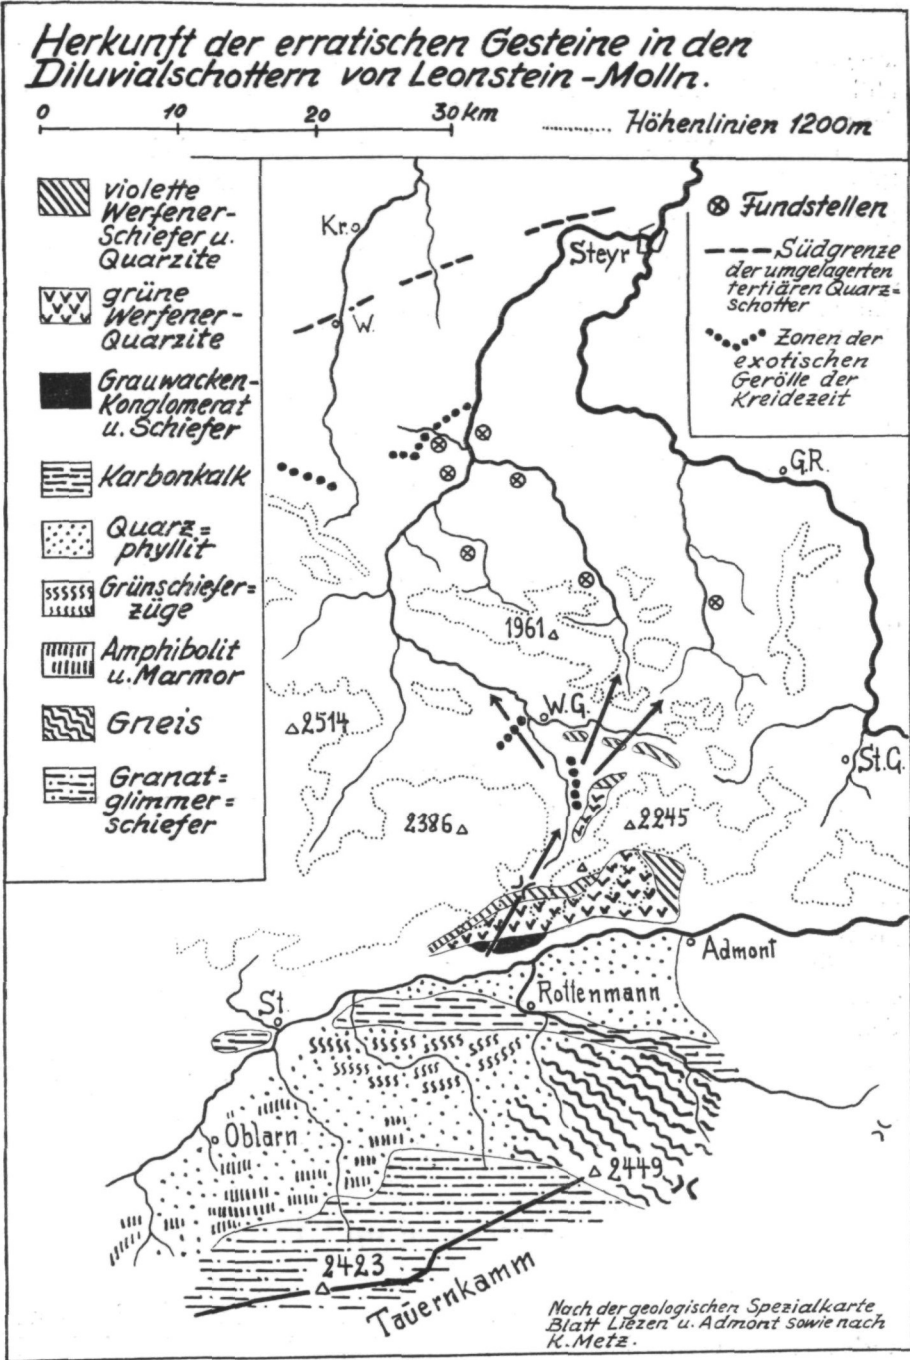 Herkunft der erratischen Gesteine in den
Diluvialschottern von Leonstein-Molln.
0 10 20 30 km
Höhenlinien 1200m
violette
Werfener-
Schiefer u.
Quarzite
grüne
Werfener-
Quarzite
Grauwacken-
Konglomerat
u. Schiefer
Karbonkalk
Quarz=
phyllit
Grünschiefer=
züge
Amphibolit
u. Marmor
Gneis
Granat=
glimmer=
schiefer
Fundstellen
Südgrenze
der umgelagerten
tertiären Quarz=
schotter
Zonen der
exotischen
Gerölle der
Kreidezeit
Kr.
Steyr
W.
G.R.
1961
W.G.
2514
St.G.
2386
2245
Admont
Rottenmann
St.
Oblarn
2449
2423
Tauernkamm
Nach der geologischen Spezialkarte
Blatt Liezen u. Admont sowie nach
K. Metz.